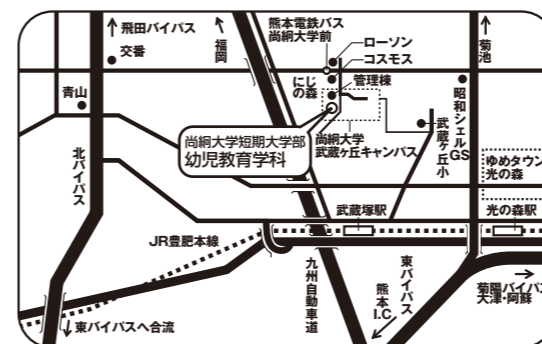 飛田バイパス
交番
福岡
熊本電鉄バス
尚絅大学前
ローソン
コスモス
菊池
青山
にじの森
管理棟
昭和シェルGS
尚絅大学短期大学部
幼児教育学科
尚絅大学
武蔵ヶ丘キャンパス
武蔵ヶ丘小
ゆめタウン
光の森
北バイパス
武蔵塚駅
光の森駅
JR豊肥本線
九州自動車道
熊本I.C.
東バイパス
菊陽バイパス
大津・阿蘇
東バイパスへ合流